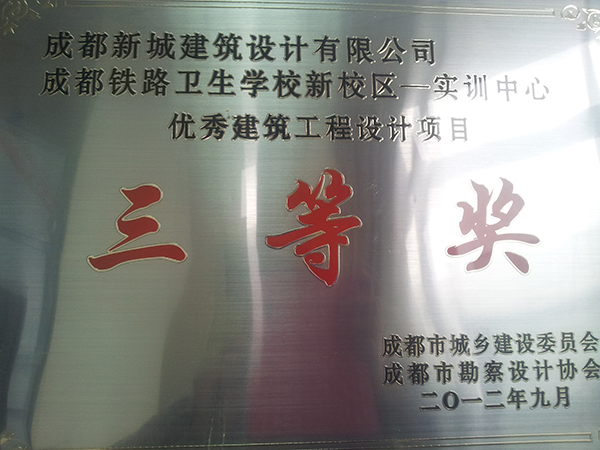 成都新城建筑设计有限公司
成都铁路卫生学校新校区—实训中心
优秀建筑工程设计项目
三等奖
成都市城乡建设委员会
成都市勘察设计协会
二O一二年九月